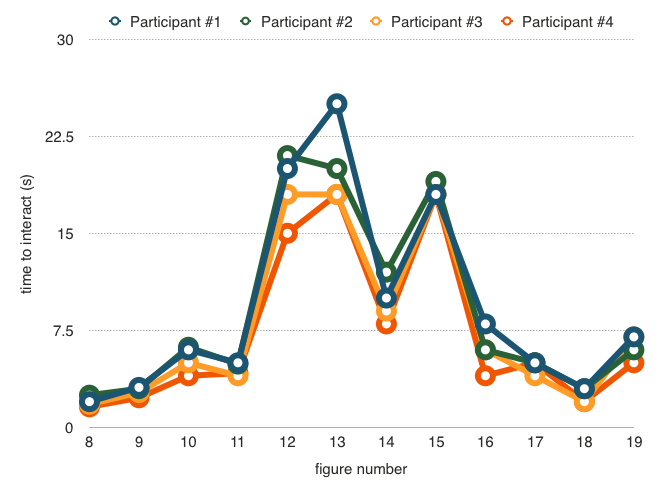 Participant #1 Participant #2 Participant #3 Participant #4
30
22.5
15
7.5
0
time to interact (s)
8 9 10 11 12 13 14 15 16 17 18 19
figure number